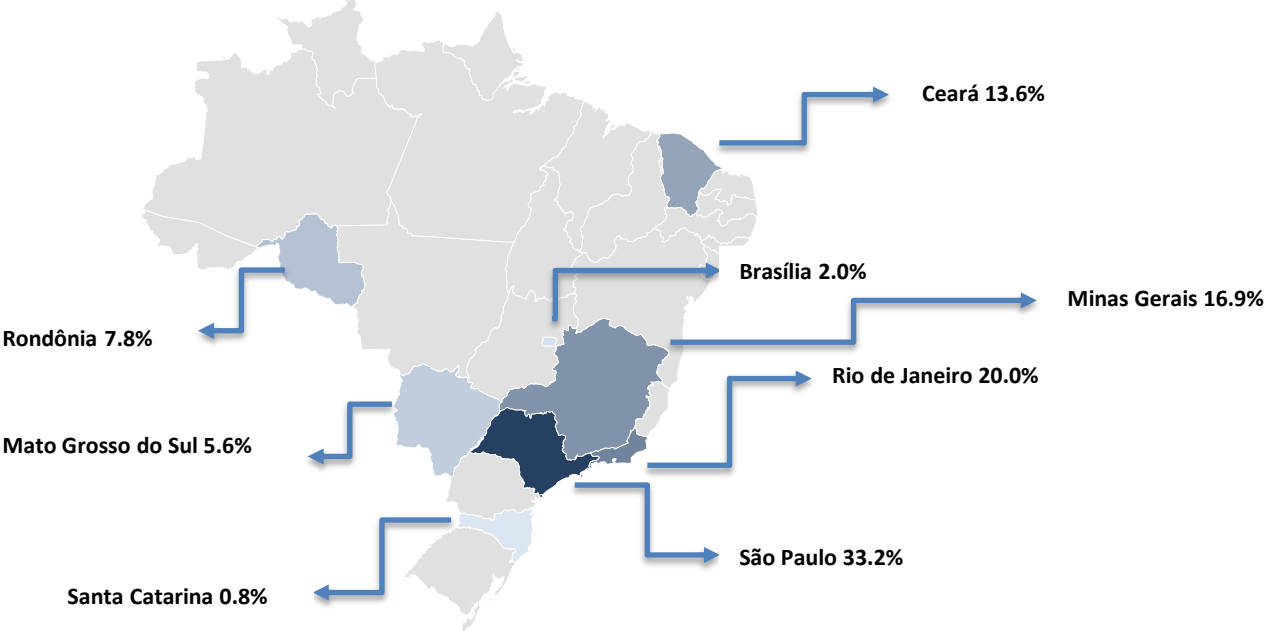 Ceará 13.6%
Brasília 2.0%
Minas Gerais 16.9%
Rondônia 7.8%
Rio de Janeiro 20.0%
Mato Grosso do Sul 5.6%
São Paulo 33.2%
Santa Catarina 0.8%